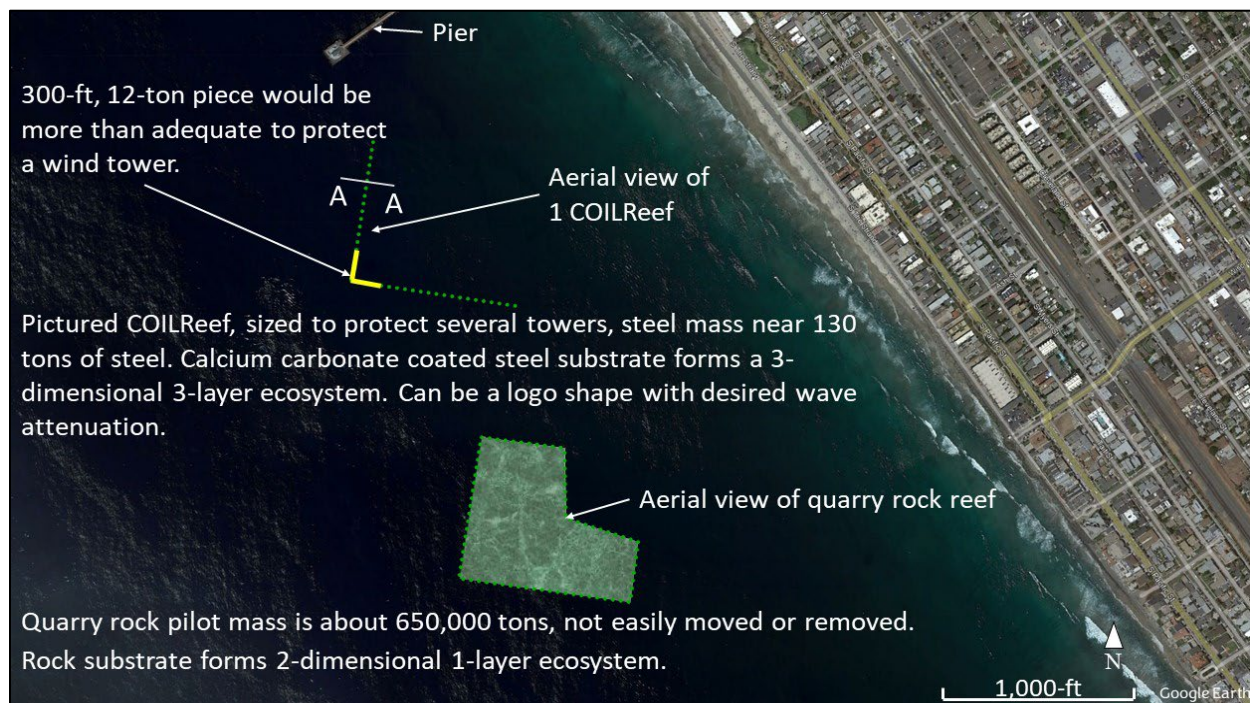 Pier
300-ft, 12-ton piece would be
more than adequate to protect
a wind tower.
A A
Aerial view of
1 COILReef
Pictured COILReef, sized to protect several towers, steel mass near 130
tons of steel. Calcium carbonate coated steel substrate forms a 3-
dimensional 3-layer ecosystem. Can be a logo shape with desired wave
attenuation.
Aerial view of quarry rock reef
Quarry rock pilot mass is about 650,000 tons, not easily moved or removed.
Rock substrate forms 2-dimensional 1-layer ecosystem.
N
1,000-ft
Google Earth